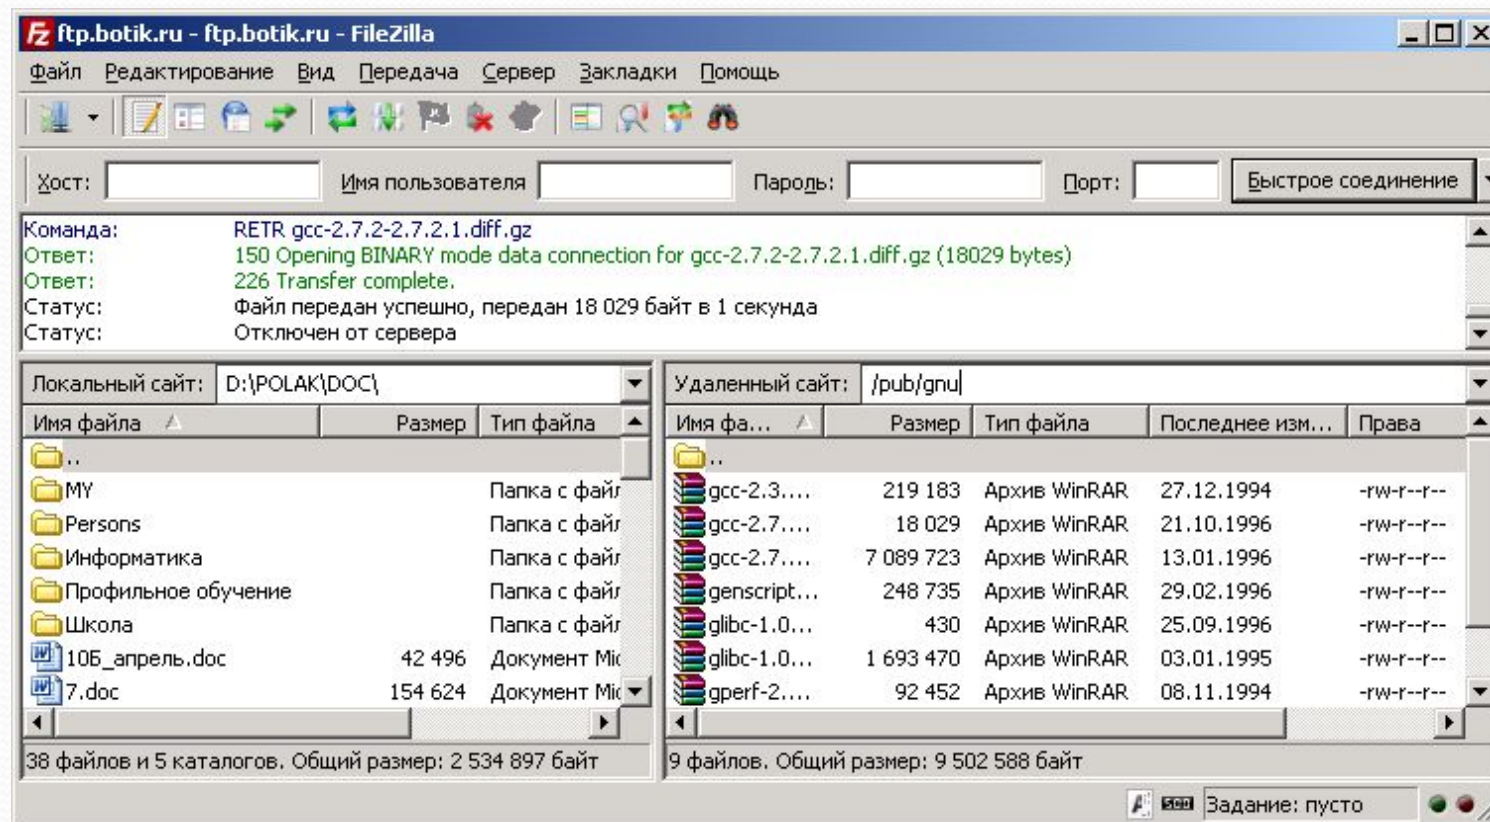 ftp.botik.ru - ftp.botik.ru - FileZilla
Файл Редактирование Вид Передача Сервер Закладки Помощь
Хост: Имя пользователя Пароль: Порт: Быстрое соединение
Команда: RETR gcc-2.7.2-2.7.2.1.diff.gz
Ответ: 150 Opening BINARY mode data connection for gcc-2.7.2-2.7.2.1.diff.gz (18029 bytes)
Ответ: 226 Transfer complete.
Статус: Файл передан успешно, передан 18 029 байт в 1 секунда
Статус: Отключен от сервера
Локальный сайт: D:\POLAK\DOC\
Имя файла Размер Тип файла
..
MY Папка с файл
Persons Папка с файл
Информатика Папка с файл
Профильное обучение Папка с файл
Школа Папка с файл
10Б_апрель.doc 42 496 Документ Mic
7.doc 154 624 Документ Mic
38 файлов и 5 каталогов. Общий размер: 2 534 897 байт
Удаленный сайт: /pub/gnu
Имя фа... Размер Тип файла Последнее изм... Права
..
gcc-2.3.... 219 183 Архив WinRAR 27.12.1994 -rw-r--r--
gcc-2.7.... 18 029 Архив WinRAR 21.10.1996 -rw-r--r--
gcc-2.7.... 7 089 723 Архив WinRAR 13.01.1996 -rw-r--r--
genscript... 248 735 Архив WinRAR 29.02.1996 -rw-r--r--
glibc-1.0... 430 Архив WinRAR 25.09.1996 -rw-r--r--
glibc-1.0... 1 693 470 Архив WinRAR 03.01.1995 -rw-r--r--
gperf-2.... 92 452 Архив WinRAR 08.11.1994 -rw-r--r--
9 файлов. Общий размер: 9 502 588 байт
Задание: пусто